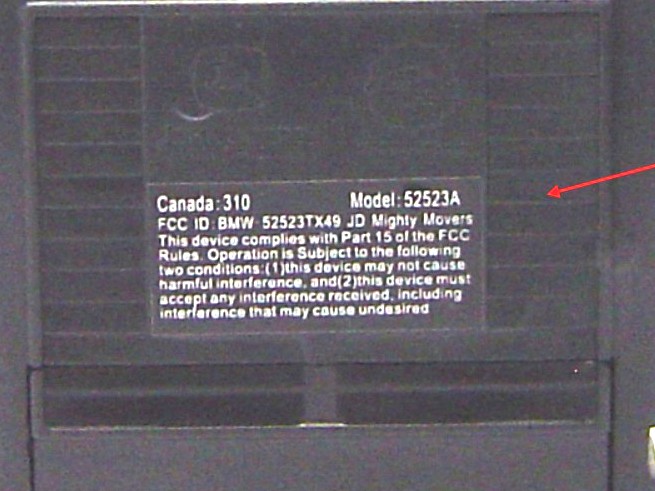 Canada: 310 Model: 52523A
FCC ID: BMW 52523TX49 JD Mighty Movers
This device complies with Part 15 of the FCC
Rules. Operation is Subject to the following
two conditions:(1)this device may not cause
harmful interference, and(2)this device must
accept any interference received, including
interference that may cause undesired